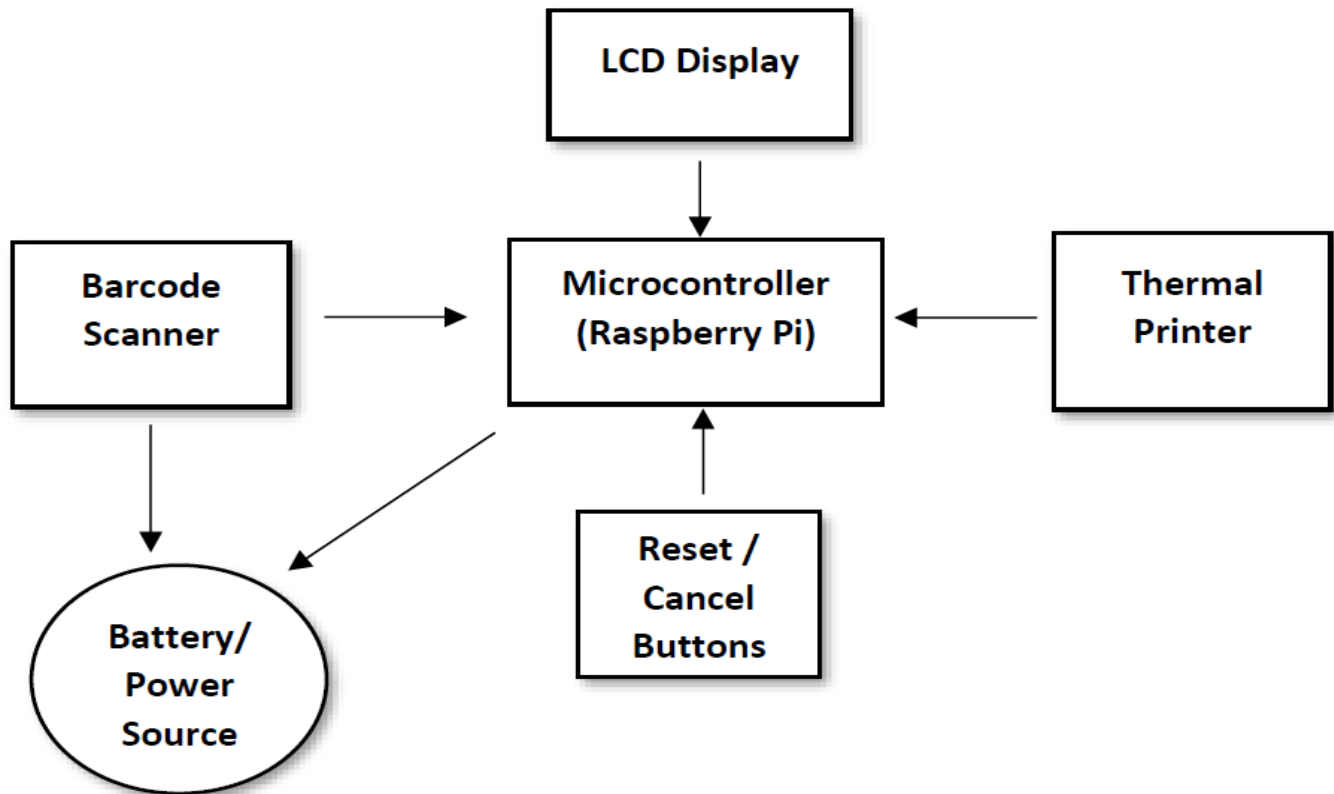 LCD Display
Barcode
Scanner
Microcontroller
(Raspberry Pi)
Thermal
Printer
Reset /
Cancel
Buttons
Battery/
Power
Source